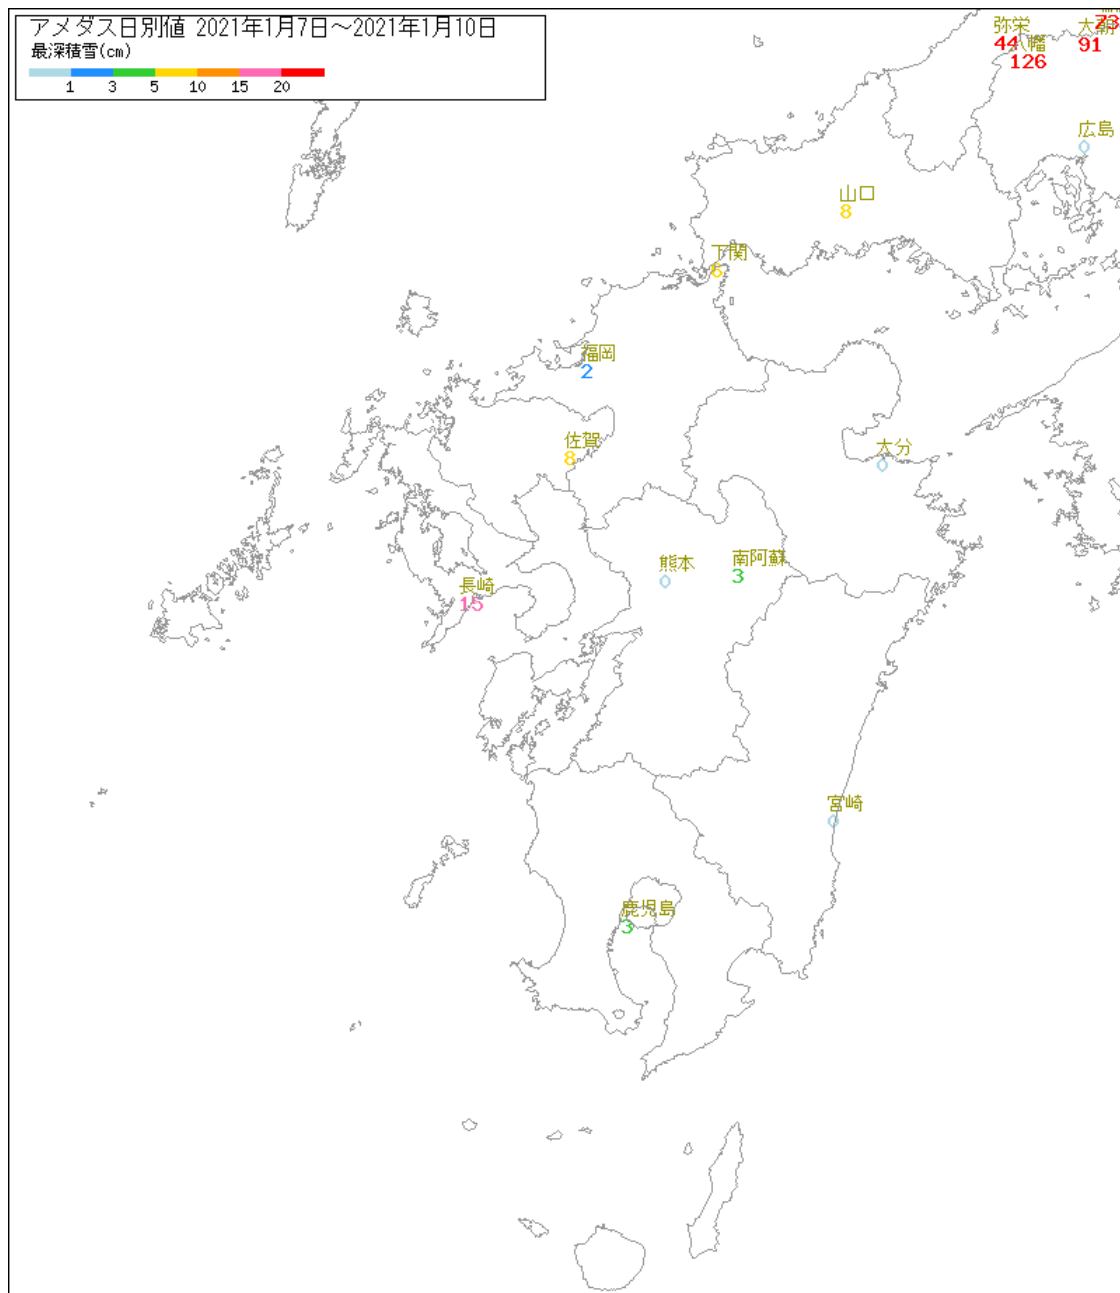 アメダス日別値 2021年1月7日～2021年1月10日
最深積雪(cm)
1 3 5 10 15 20
弥栄
44
八幡
126
大朝
91
73
広島
0
山口
8
下関
6
福岡
2
佐賀
8
大分
0
熊本
0
南阿蘇
3
長崎
15
宮崎
0
鹿児島
3